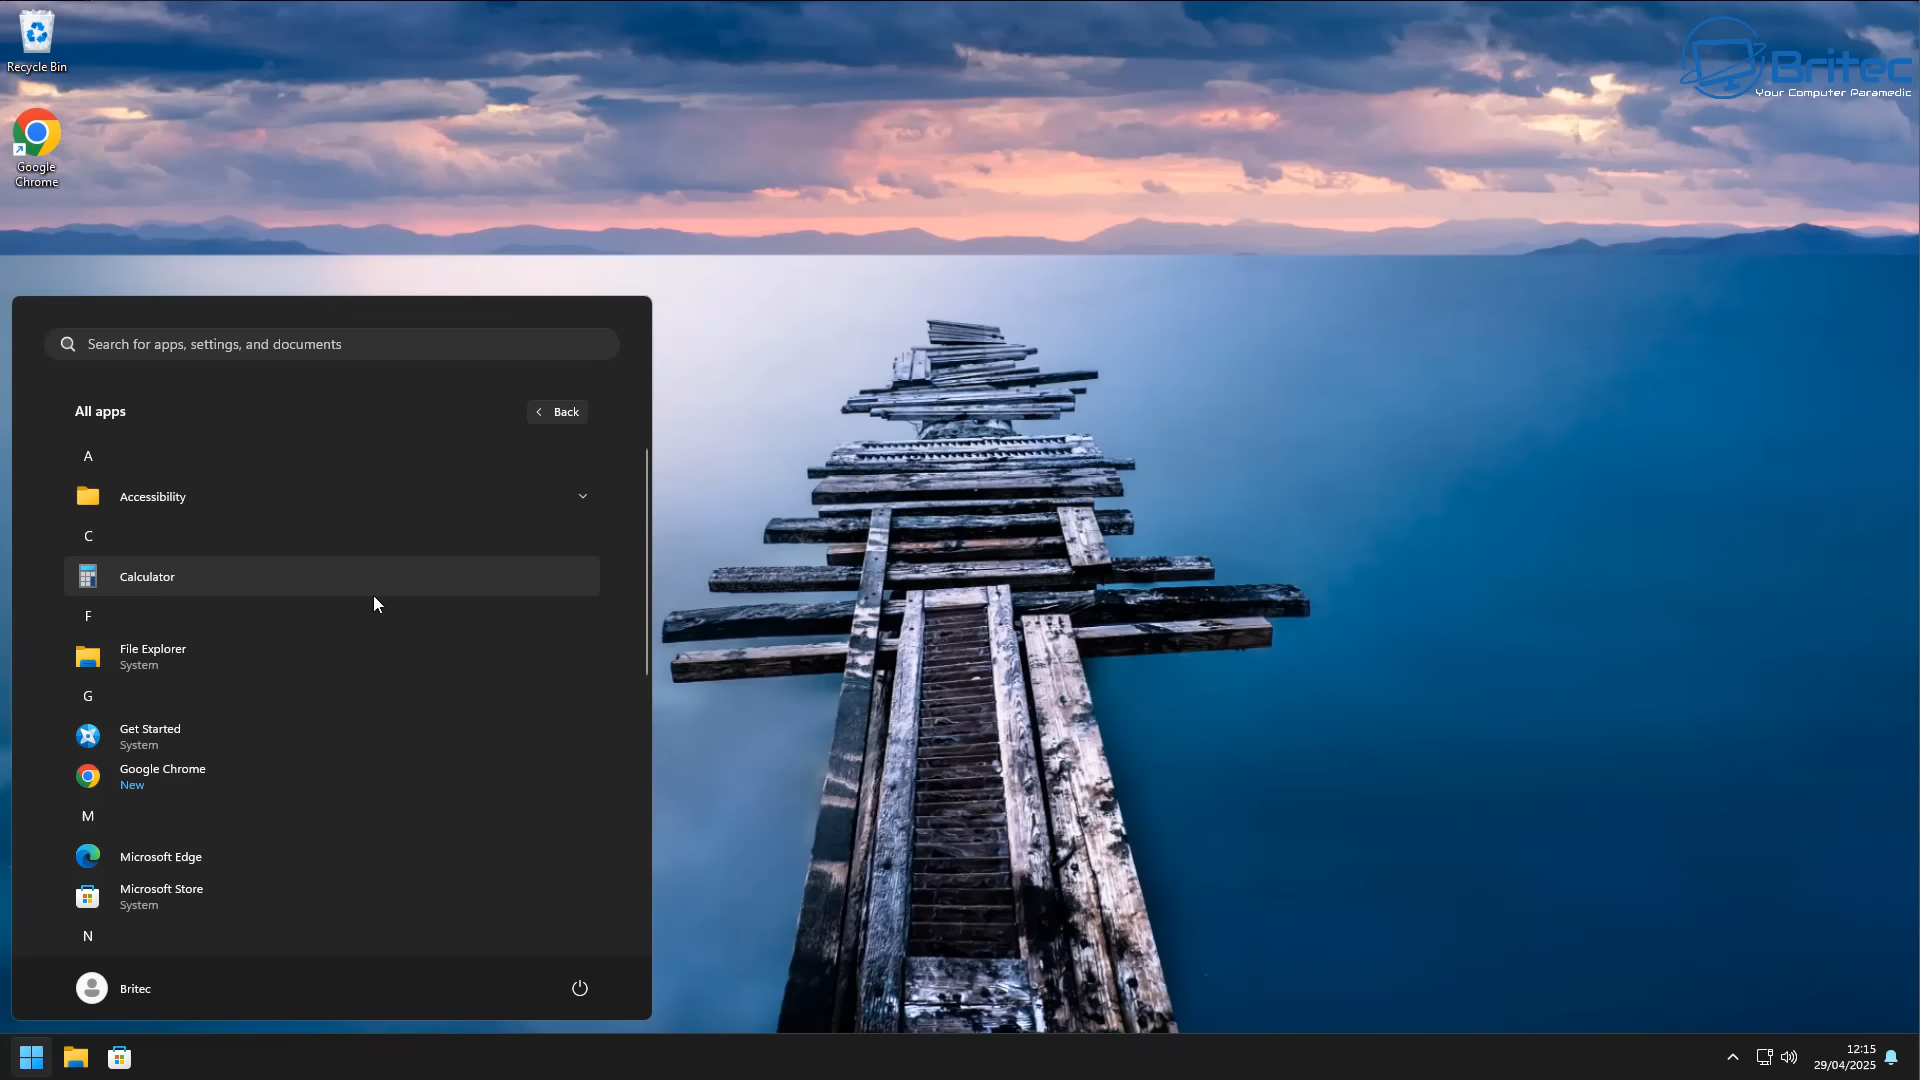 Recycle Bin
Google
Chrome
Britec
Your Computer Paramedic
Search for apps, settings, and documents
All apps
Back
A
Accessibility
C
Calculator
F
File Explorer
System
G
Get Started
System
Google Chrome
New
M
Microsoft Edge
Microsoft Store
System
N
Britec
12:15
29/04/2025